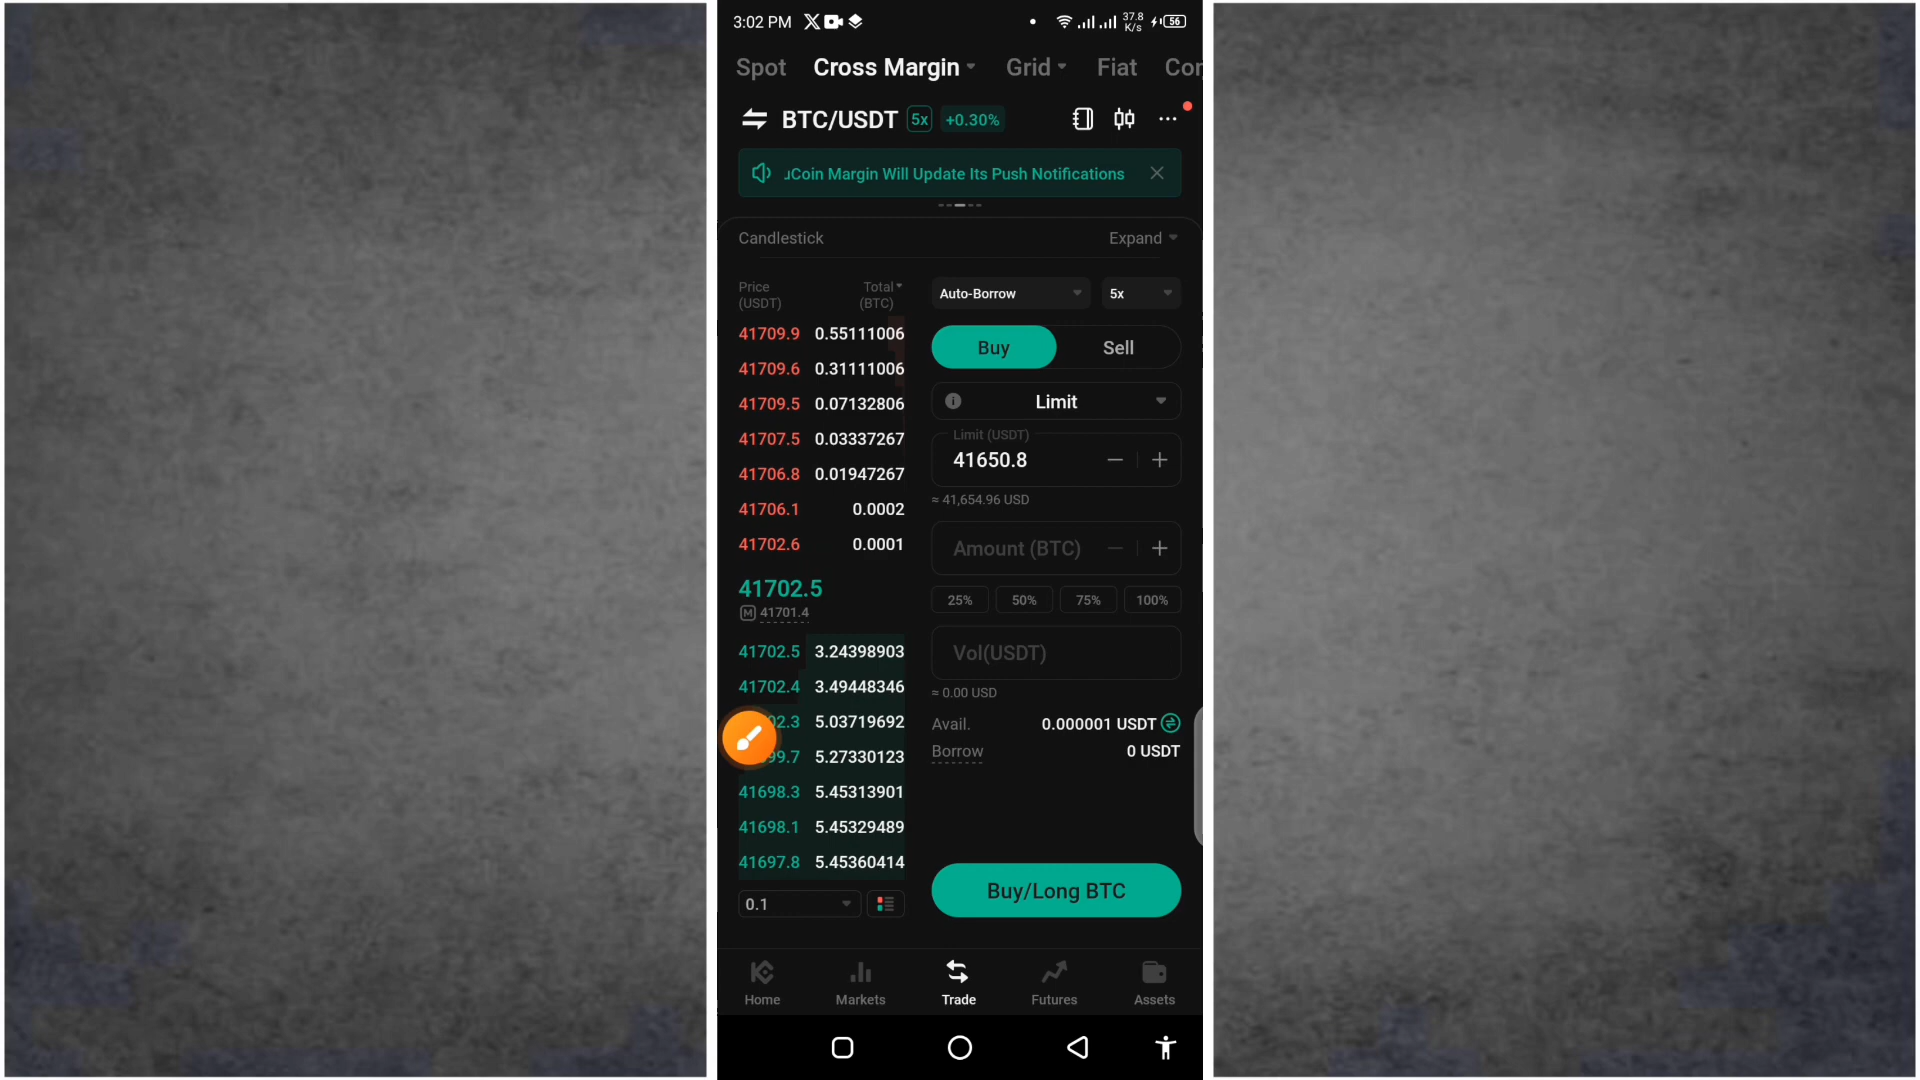 3:02 PM
37.8 K/s
56
Spot Cross Margin Grid Fiat Cor
BTC/USDT 5x +0.30%
Coin Margin Will Update Its Push Notifications
Candlestick Expand
Price (USDT) Total (BTC)
41709.9 0.55111006
41709.6 0.31111006
41709.5 0.07132806
41707.5 0.03337267
41706.8 0.01947267
41706.1 0.0002
41702.6 0.0001
41702.5
M 41701.4
41702.5 3.24398903
41702.4 3.49448346
02.3 5.03719692
99.7 5.27330123
41698.3 5.45313901
41698.1 5.45329489
41697.8 5.45360414
0.1
Auto-Borrow 5x
Buy Sell
Limit
Limit (USDT)
41650.8
≈ 41,654.96 USD
Amount (BTC)
25% 50% 75% 100%
Vol(USDT)
≈ 0.00 USD
Avail. 0.000001 USDT
Borrow 0 USDT
Buy/Long BTC
Home Markets Trade Futures Assets